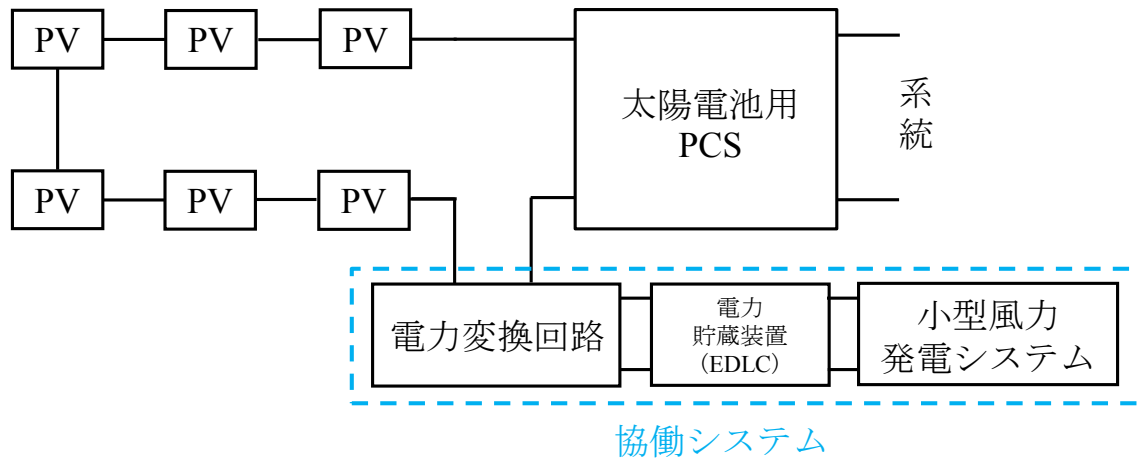 PV
PV
PV
太陽電池用
PCS
系
統
PV
PV
PV
電力変換回路
電力
貯蔵装置
（EDLC）
小型風力
発電システム
協働システム